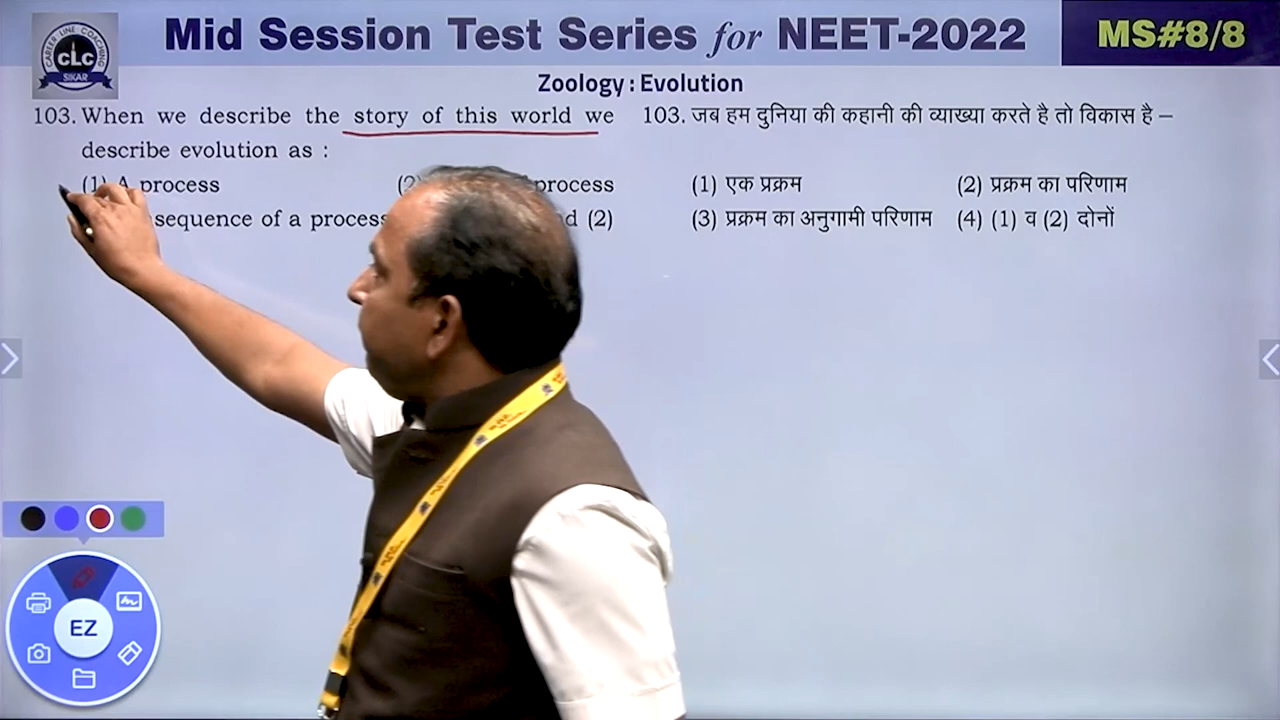 CAREER LINE COACHING
CLC
SIKAR
Mid Session Test Series for NEET-2022
MS#8/8
Zoology : Evolution
103. When we describe the story of this world we
describe evolution as :
(1) A process (2) process
sequence of a process (2)
103. जब हम दुनिया की कहानी की व्याख्या करते है तो विकास है –
(1) एक प्रक्रम (2) प्रक्रम का परिणाम
(3) प्रक्रम का अनुगामी परिणाम (4) (1) व (2) दोनों
EZ